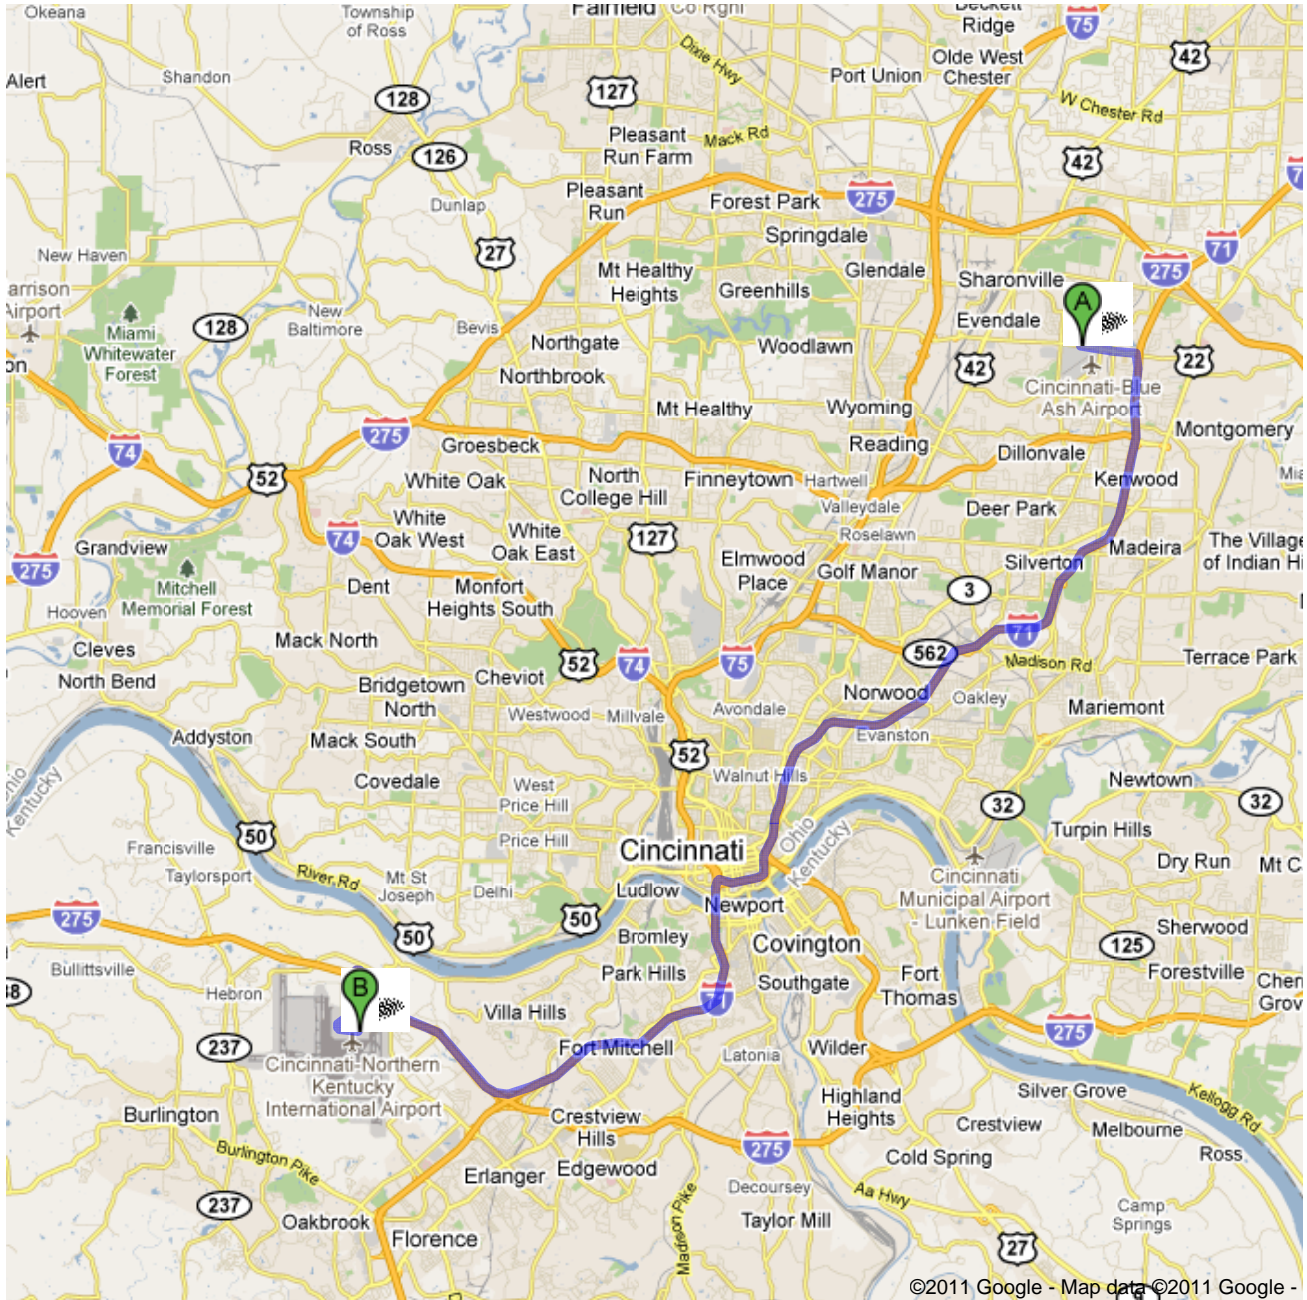 Okeana
Township
of Ross
Fairfield
Beckett
Ridge
75
Dixie Hwy
Olde West
Chester
42
Alert
Shandon
128
127
Port Union
W Chester Rd
Pleasant
Run Farm
Mack Rd
Ross
126
42
Pleasant
Run
Forest Park
275
Dunlap
27
Springdale
71
New Haven
Mt Healthy
Heights
Glendale
275
Sharonville
Greenhills
A
128
New
Baltimore
Bevis
Evendale
Miami
Whitewater
Forest
Northgate
Woodlawn
42
22
Northbrook
Cincinnati-Blue
Ash Airport
Mt Healthy
Wyoming
275
Groesbeck
Reading
Montgomery
74
Dillonvale
52
White Oak
North
College Hill
Finneytown
Hartwell
Kenwood
Valleydale
Deer Park
White
Oak West
White
Oak East
127
Roselawn
74
Grandview
Elmwood
Place
Golf Manor
Silverton
Madeira
The Village
of Indian
275
Mitchell
Memorial Forest
Dent
Monfort
Heights South
3
Hooven
Mack North
71
Cleves
52
74
75
562
Madison Rd
Terrace Park
North Bend
Cheviot
Bridgetown
North
Norwood
Oakley
Westwood
Millvale
Avondale
Mariemont
Addyston
Mack South
Evanston
52
Covedale
West
Price Hill
Walnut Hills
Newtown
Ohio
Kentucky
32
32
50
Price Hill
Cincinnati
Ohio
Kentucky
Turpin Hills
Francisville
Taylorsport
River Rd
Mt St
Joseph
Delhi
Ludlow
Cincinnati
Municipal Airport
- Lunken Field
Dry Run
275
50
50
Newport
Bromley
Covington
125
Sherwood
Bullittsville
Hebron
B
Park Hills
Southgate
Fort
Thomas
Forestville
Villa Hills
275
237
Cincinnati-Northern
Kentucky
International Airport
Fort Mitchell
Latonia
Wilder
Silver Grove
Burlington
Highland
Heights
Kellogg Rd
Crestview
Hills
Crestview
Melbourne
275
Burlington Pike
Erlanger
Edgewood
Cold Spring
Ross
237
Decoursey
Aa Hwy
Oakbrook
Madison Pike
Taylor Mill
Camp
Springs
Florence
27
©2011 Google - Map data ©2011 Google -